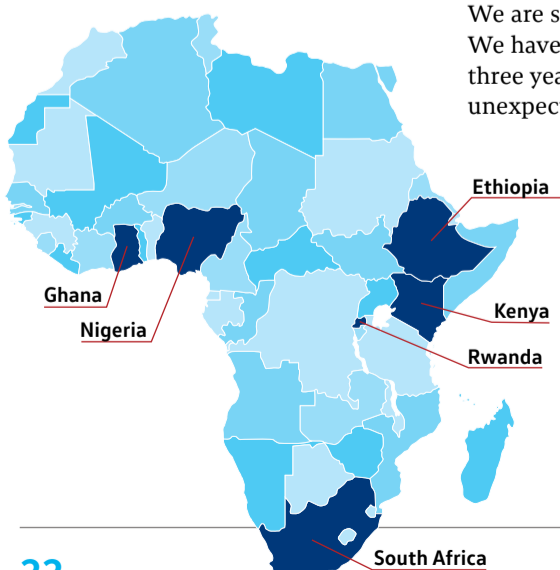 We are s
We have
three yea
unexpec
Ethiopia
Ghana
Kenya
Nigeria
Rwanda
South Africa